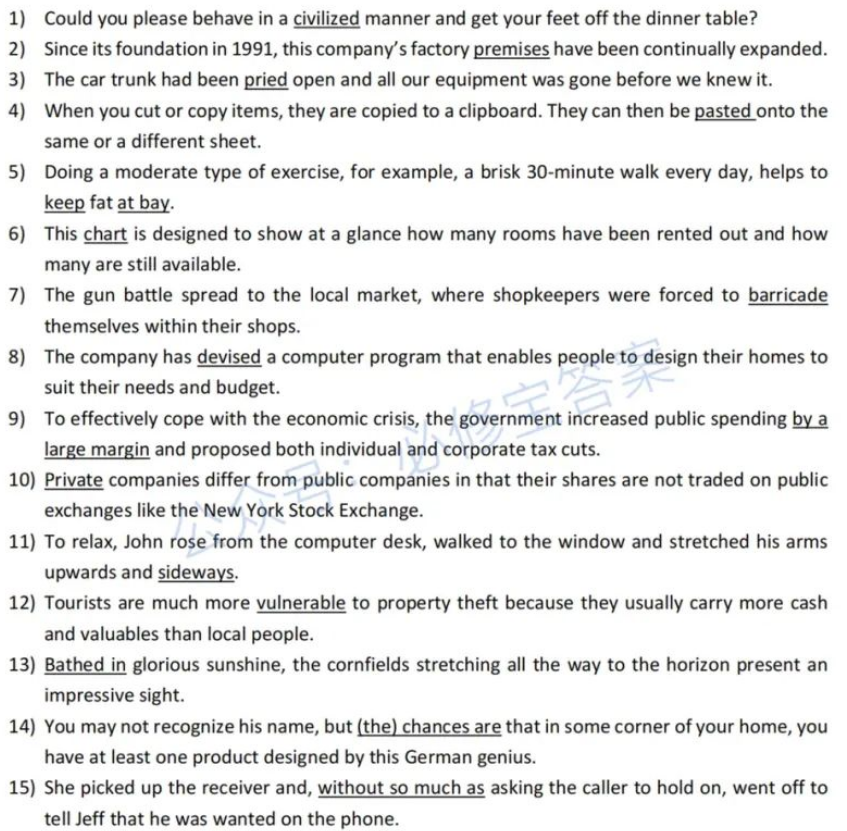 1) Could you please behave in a civilized manner and get your feet off the dinner table?
2) Since its foundation in 1991, this company's factory premises have been continually expanded.
3) The car trunk had been pried open and all our equipment was gone before we knew it.
4) When you cut or copy items, they are copied to a clipboard. They can then be pasted onto the
same or a different sheet.
5) Doing a moderate type of exercise, for example, a brisk 30-minute walk every day, helps to
keep fat at bay.
6) This chart is designed to show at a glance how many rooms have been rented out and how
many are still available.
7) The gun battle spread to the local market, where shopkeepers were forced to barricade
themselves within their shops.
8) The company has devised a computer program that enables people to design their homes to
suit their needs and budget.
9) To effectively cope with the economic crisis, the government increased public spending by a
large margin and proposed both individual and corporate tax cuts.
10) Private companies differ from public companies in that their shares are not traded on public
exchanges like the New York Stock Exchange.
11) To relax, John rose from the computer desk, walked to the window and stretched his arms
upwards and sideways.
12) Tourists are much more vulnerable to property theft because they usually carry more cash
and valuables than local people.
13) Bathed in glorious sunshine, the cornfields stretching all the way to the horizon present an
impressive sight.
14) You may not recognize his name, but (the) chances are that in some corner of your home, you
have at least one product designed by this German genius.
15) She picked up the receiver and, without so much as asking the caller to hold on, went off to
tell Jeff that he was wanted on the phone.
公众号：必修宝答案